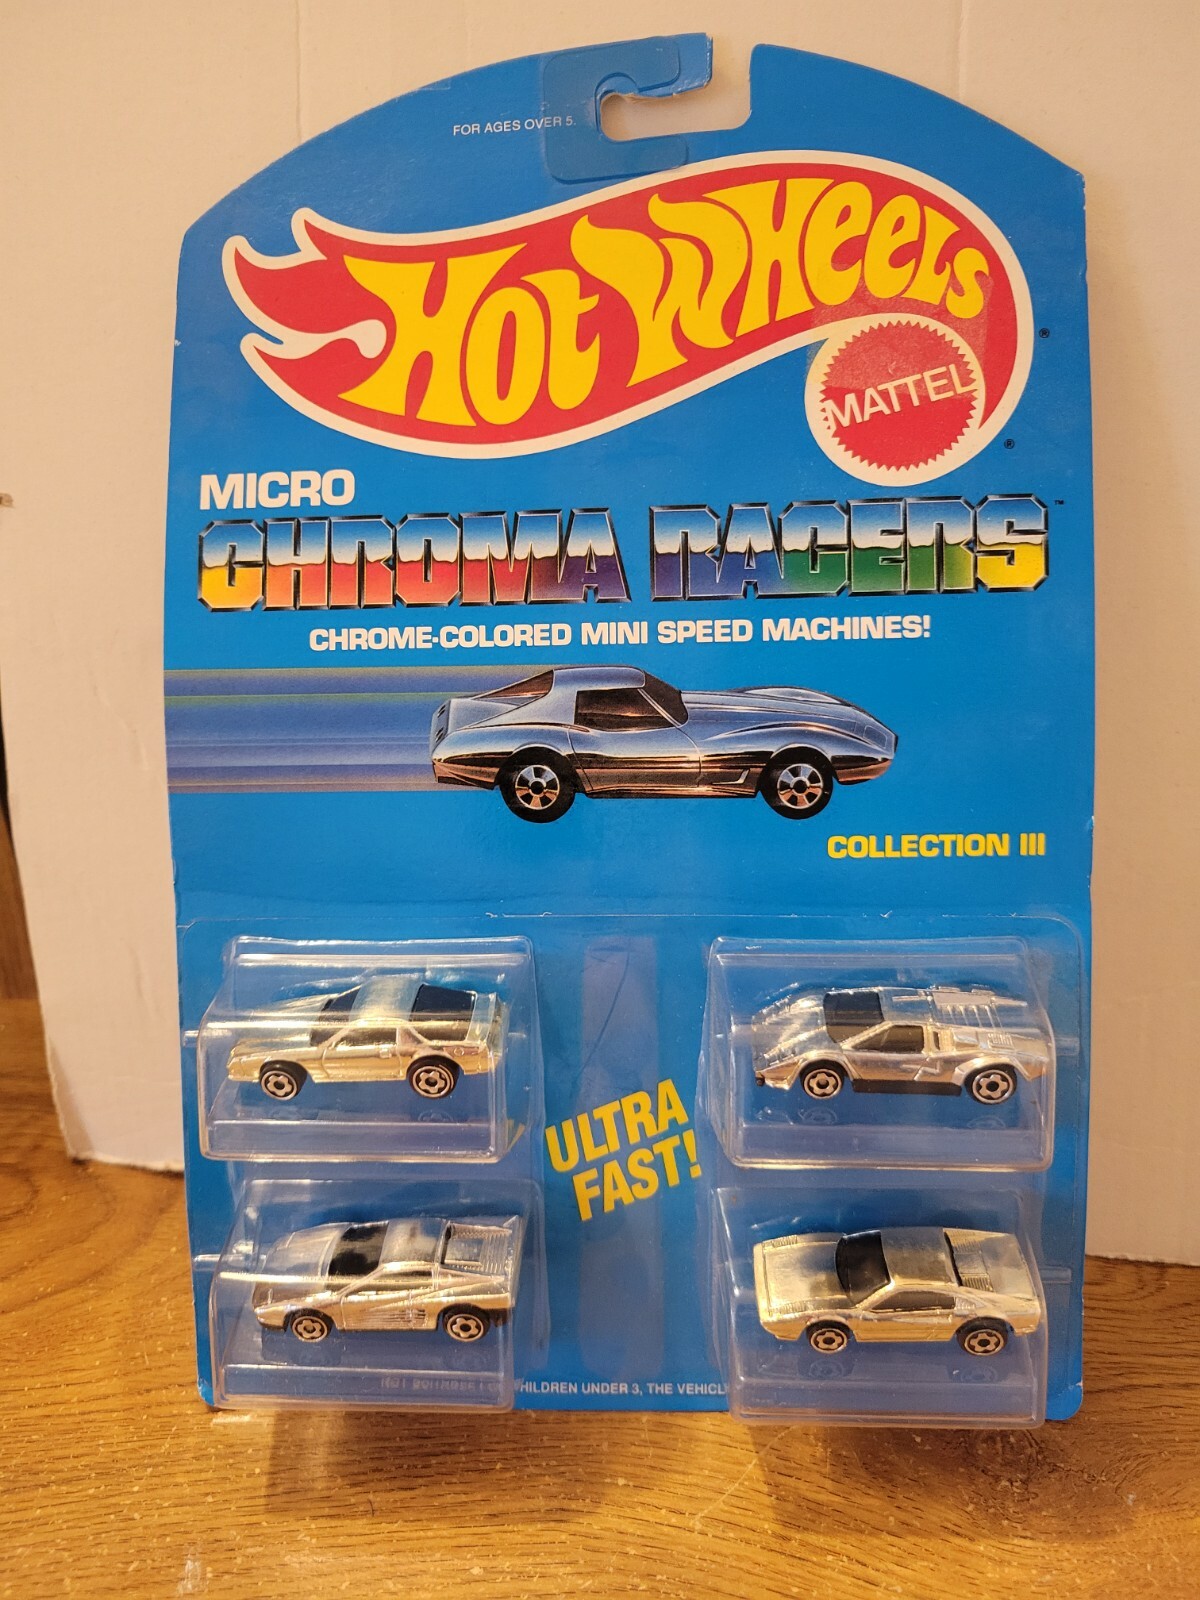 FOR AGES OVER 5.
HOT WHEELS
®
MATTEL
®
MICRO
CHROMA RACERS™
CHROME-COLORED MINI SPEED MACHINES!
COLLECTION III
ULTRA
FAST!
CHILDREN UNDER 3, THE VEHICL